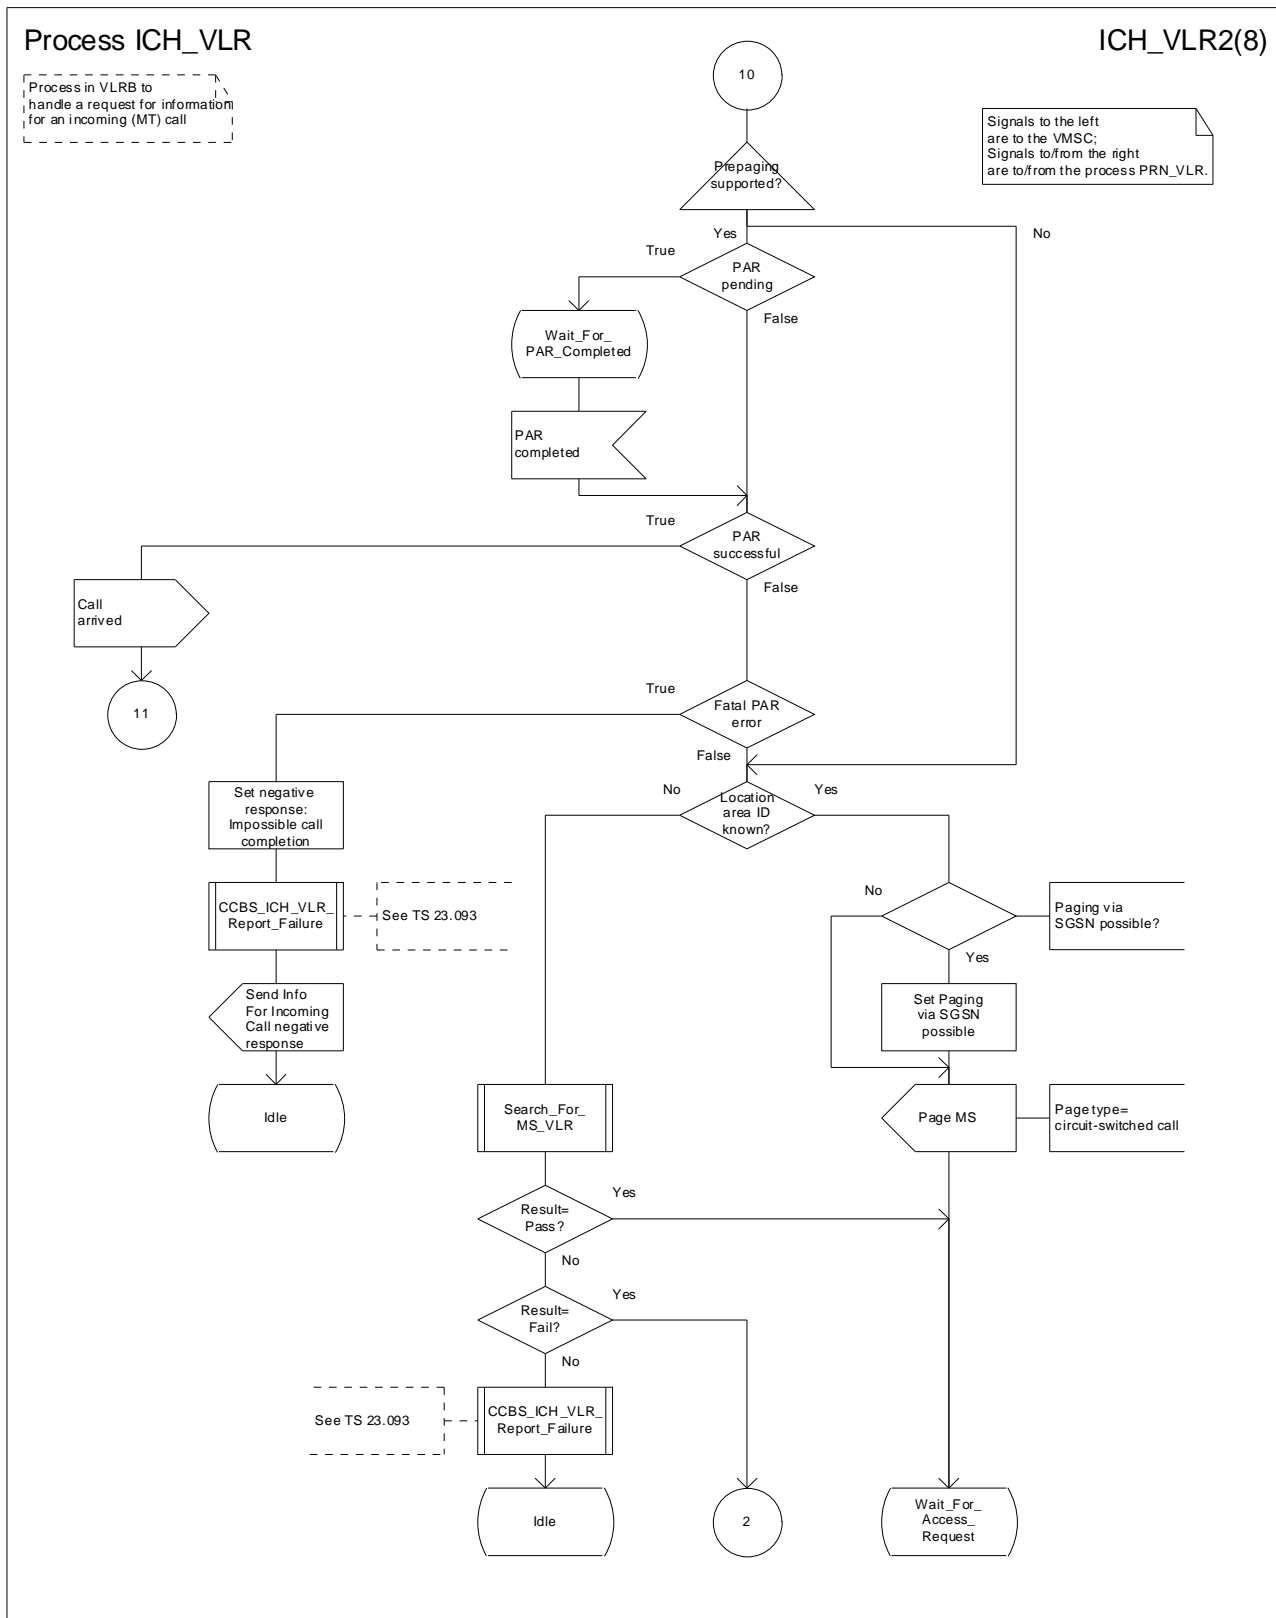 Process ICH_VLR
ICH_VLR2(8)
Process in VLRB to
handle a request for information
for an incoming (MT) call
10
Signals to the left
are to the VMSC;
Signals to/from the right
are to/from the process PRN_VLR.
Prepaging
supported?
Yes
No
True
PAR
pending
False
Wait_For_
PAR_Completed
PAR
completed
True
PAR
successful
False
Call
arrived
11
True
Fatal PAR
error
False
No
Location
area ID
known?
Yes
Set negative
response:
Impossible call
completion
No
Paging via
SGSN possible?
Yes
CCBS_ICH_VLR_
Report_Failure
See TS 23.093
Set Paging
via SGSN
possible
Send Info
For Incoming
Call negative
response
Idle
Search_For_
MS_VLR
Page MS
Page type=
circuit-switched call
Result=
Pass?
Yes
No
Result=
Fail?
Yes
No
See TS 23.093
CCBS_ICH_VLR_
Report_Failure
Idle
2
Wait_For_
Access_
Request